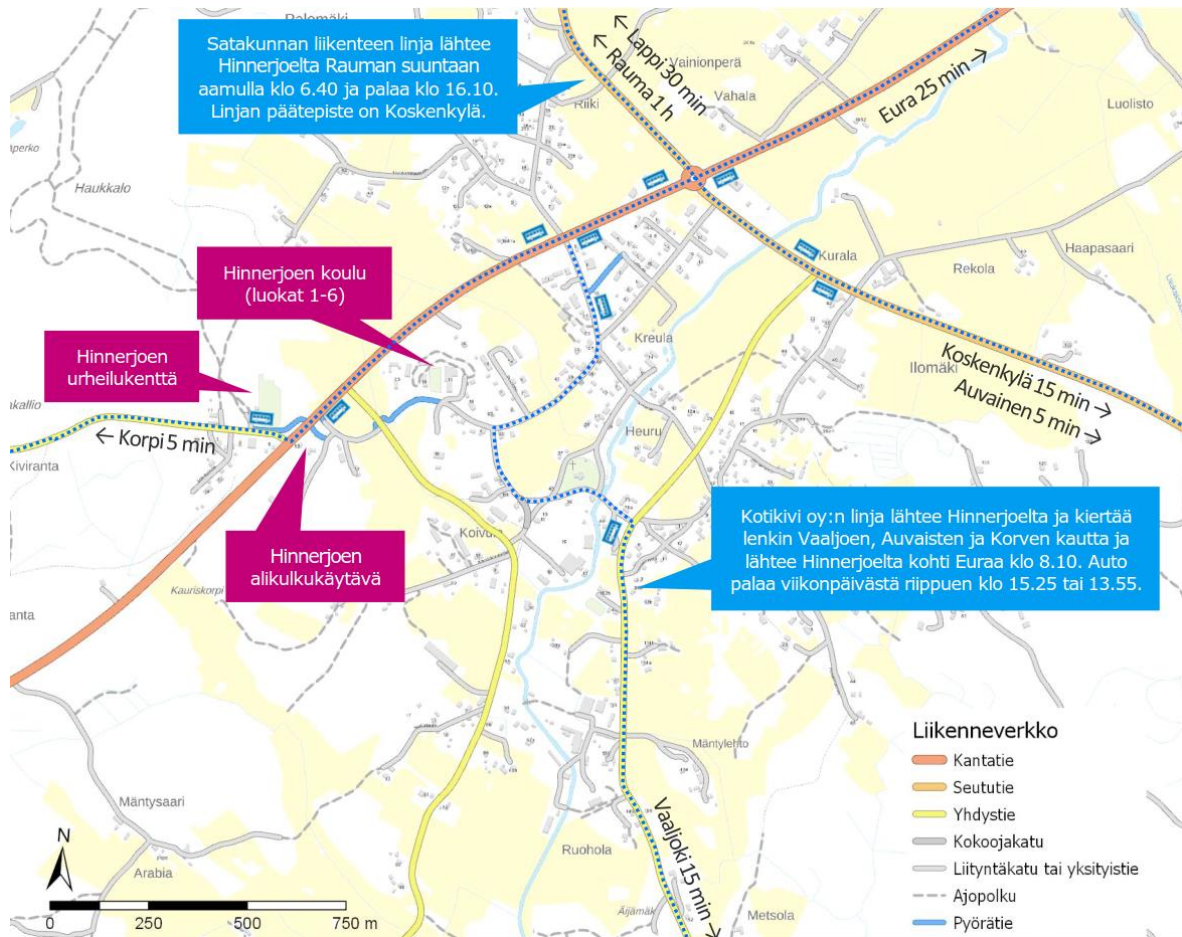 Palomäki
Satakunnan liikenteen linja lähtee
Hinnerjoelta Rauman suuntaan
aamulla klo 6.40 ja palaa klo 16.10.
Linjan päätepiste on Koskenkylä.
← Lappi 30 min
← Rauma 1 h
Vainionperä
Vahala
Riiki
Eura 25 min →
Luolisto
Haukkalo
Hinnerjoen koulu
(luokat 1-6)
Kurala
Rekola
Haapasaari
Hinnerjoen
urheilukenttä
Kreula
Ilomäki
Koskenkylä 15 min →
Auvainen 5 min →
← Korpi 5 min
Kiviranta
Heuru
Hinnerjoen
alikulkukäytävä
Koivula
Kauriskorpi
Kotikivi oy:n linja lähtee Hinnerjoelta ja kiertää
lenkin Vaaljoen, Auvaisten ja Korven kautta ja
lähtee Hinnerjoelta kohti Euraa klo 8.10. Auto
palaa viikonpäivästä riippuen klo 15.25 tai 13.55.
Mäntylehto
Mäntysaari
Arabia
Ruohola
Vaaljoki 15 min →
Äijämäk
Metsola
N
0 250 500 750 m
Liikenneverkko
Kantatie
Seututie
Yhdystie
Kokoojakatu
Liityntäkatu tai yksityistie
Ajopolku
Pyörätie